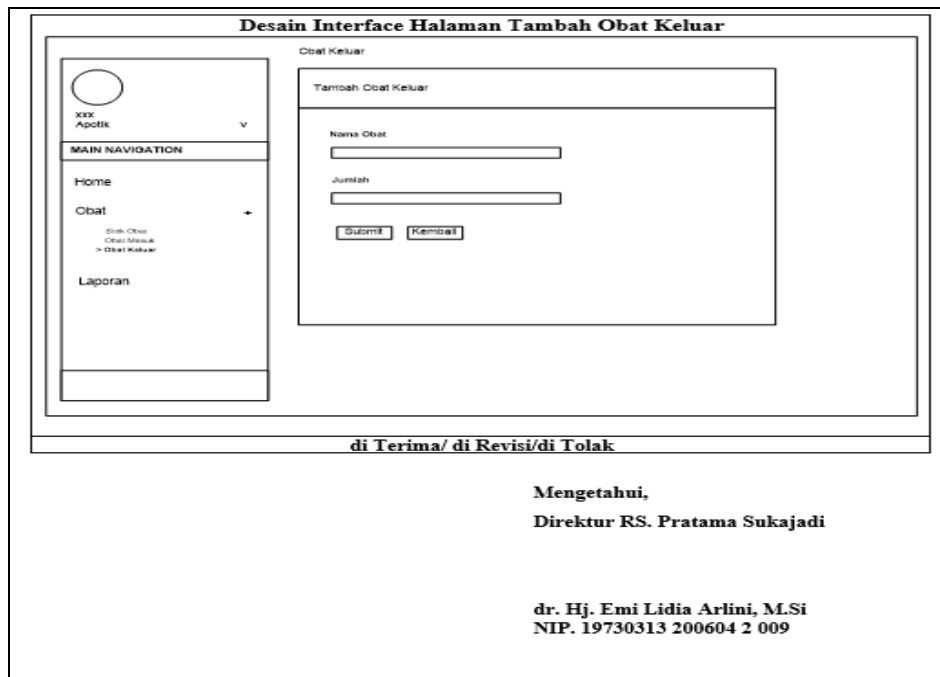 Desain Interface Halaman Tambah Obat Keluar
Obat Keluar
xxx
Apotik v
MAIN NAVIGATION
Home
Obat +
Stok Obat
Obat Masuk
> Obat Keluar
Laporan
Tambah Obat Keluar
Nama Obat
Jumlah
Submit Kembali
di Terima/ di Revisi/di Tolak
Mengetahui,
Direktur RS. Pratama Sukajadi
dr. Hj. Emi Lidia Arlini, M.Si
NIP. 19730313 200604 2 009